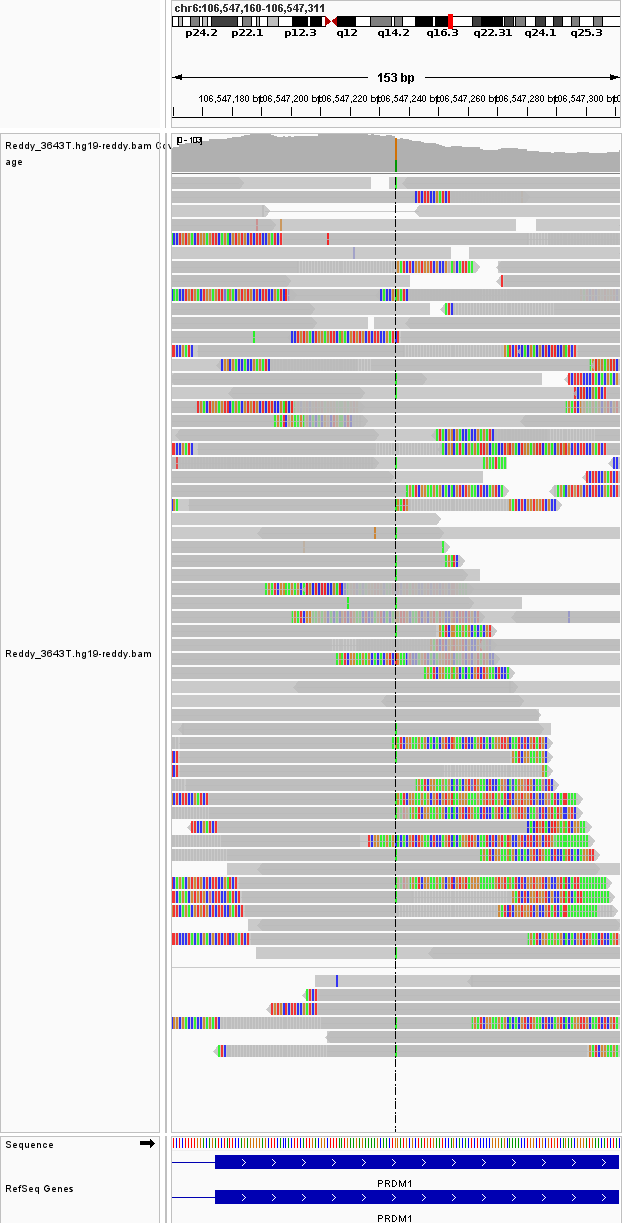 chr6:106,547,160-106,547,311
p24.2 p22.1 p12.3 q12 q14.2 q16.3 q22.31 q24.1 q25.3
153 bp
106,547,180 bp 106,547,200 bp 106,547,220 bp 106,547,240 bp 106,547,260 bp 106,547,280 bp 106,547,300 bp
Reddy_3643T.hg19-reddy.bam Cov
age
Reddy_3643T.hg19-reddy.bam
Sequence
PRDM1
RefSeq Genes
PRDM1